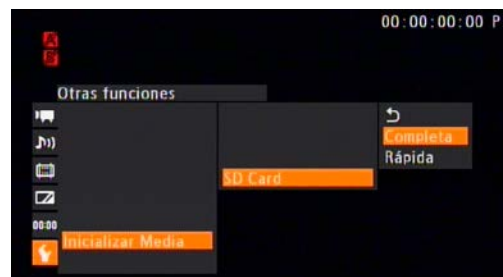 00:00:00:00 P
A
B
Otras funciones
Completa
Rápida
SD Card
00:00
Inicializar Media